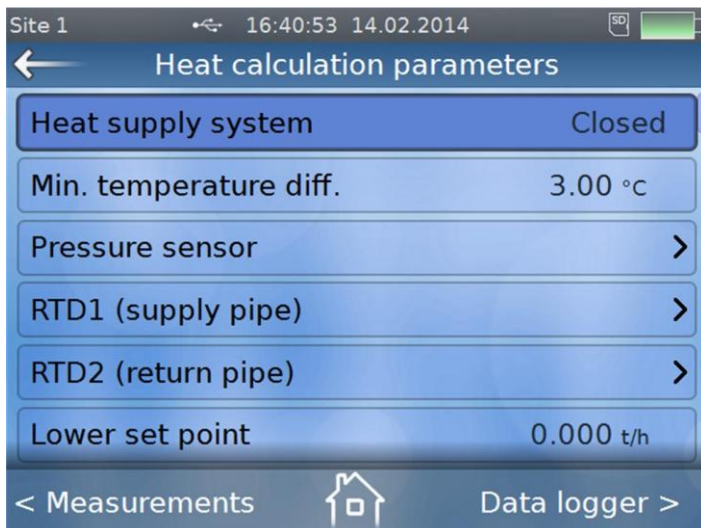 Site 1 16:40:53 14.02.2014 SD
Heat calculation parameters
Heat supply system Closed
Min. temperature diff. 3.00 °C
Pressure sensor >
RTD1 (supply pipe) >
RTD2 (return pipe) >
Lower set point 0.000 t/h
< Measurements Data logger >